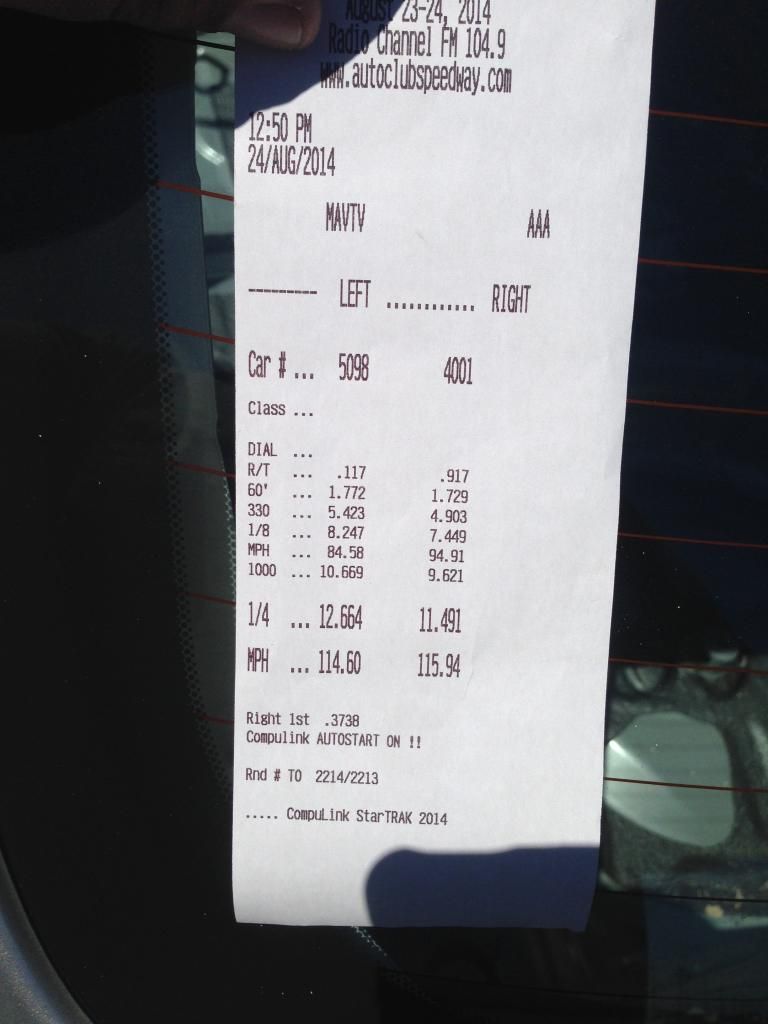 August 23-24, 2014
Radio Channel FM 104.9
www.autoclubspeedway.com
12:50 PM
24/AUG/2014
MAVTV AAA
--------- LEFT ............ RIGHT
Car # ... 5098 4001
Class ...
DIAL ...
R/T ... .117 .917
60' ... 1.772 1.729
330 ... 5.423 4.903
1/8 ... 8.247 7.449
MPH ... 84.58 94.91
1000 ... 10.669 9.621
1/4 ... 12.664 11.491
MPH ... 114.60 115.94
Right 1st .3738
Compulink AUTOSTART ON !!
Rnd # TO 2214/2213
..... CompuLink StarTRAK 2014